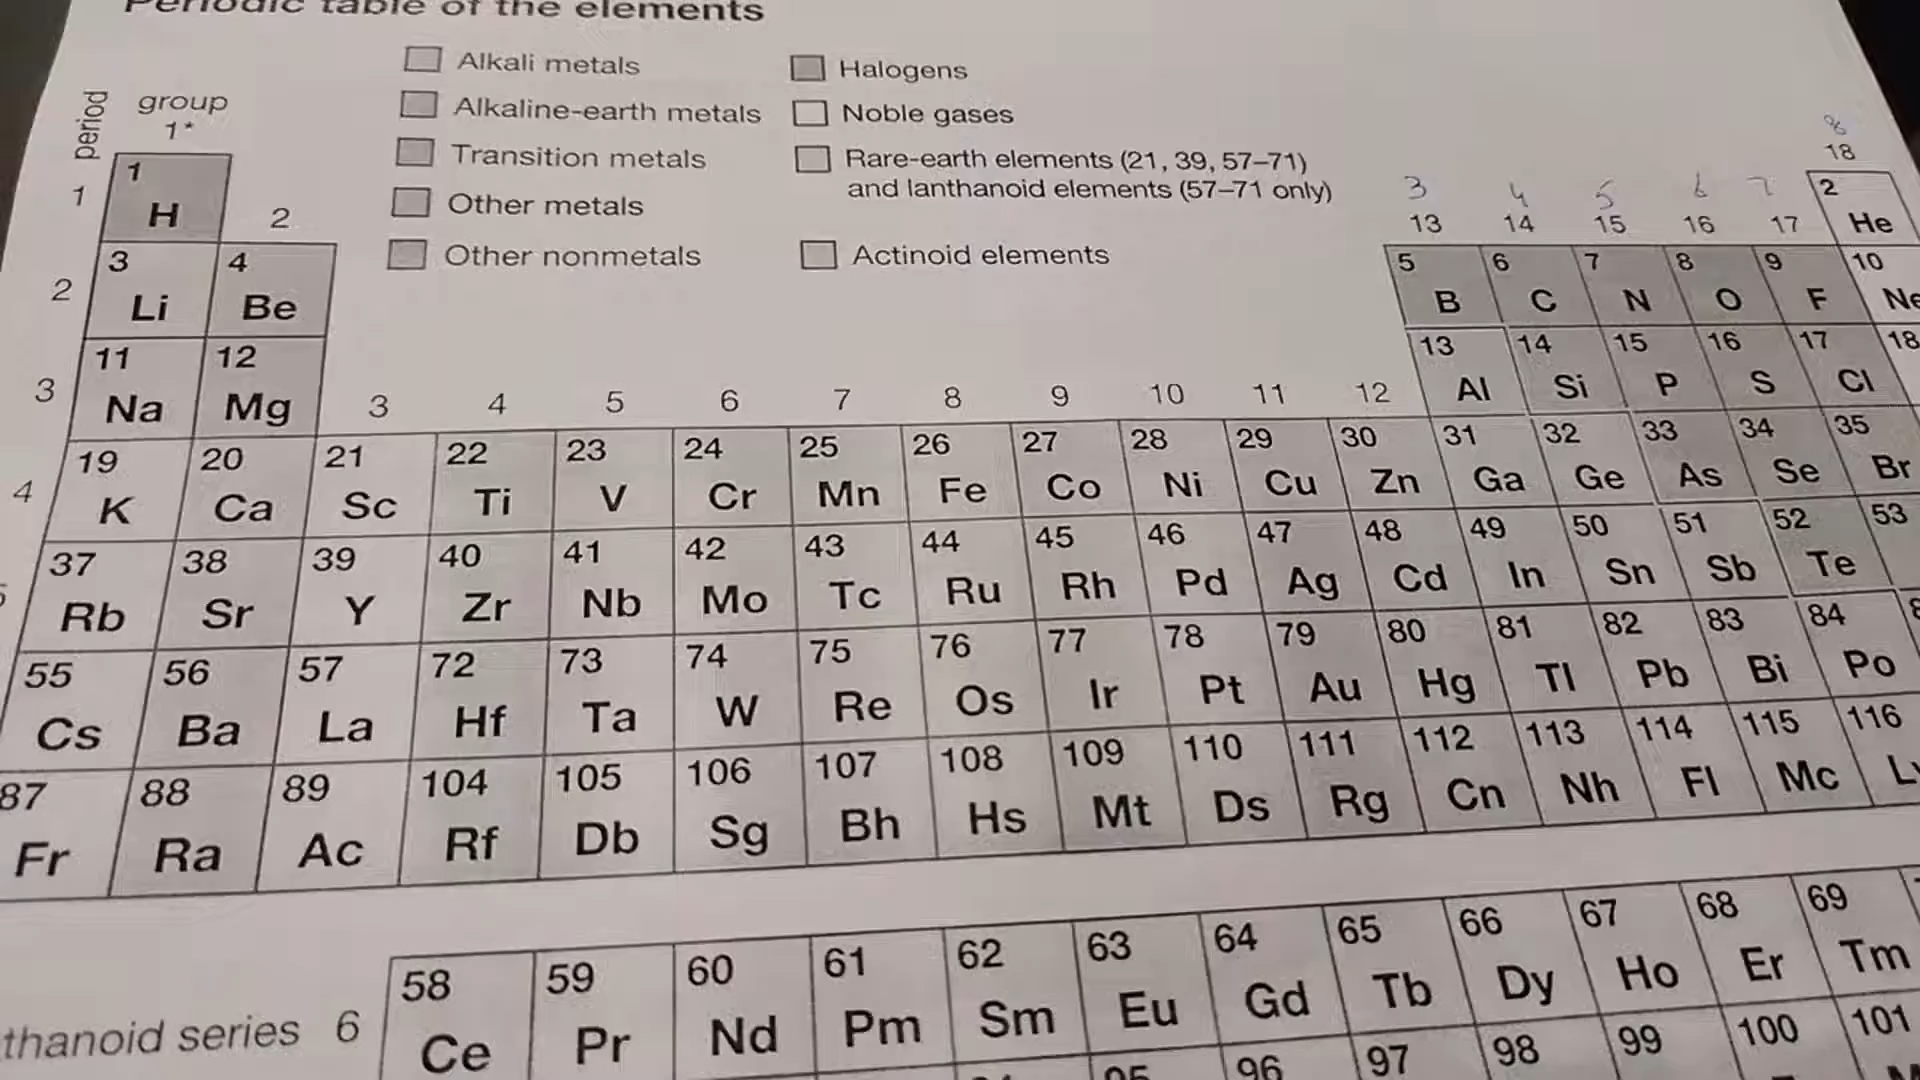 Periodic table of the elements
Alkali metals
Alkaline-earth metals
Transition metals
Other metals
Other nonmetals
Halogens
Noble gases
Rare-earth elements (21, 39, 57–71)
and lanthanoid elements (57–71 only)
Actinoid elements
period
group
1*
8
18
3 4 5 6 7
2 13 14 15 16 17
1 1 2
H He
2 3 4 5 6 7 8 9 10
Li Be B C N O F Ne
3 11 12 13 14 15 16 17 18
Na Mg Al Si P S Cl
3 4 5 6 7 8 9 10 11 12
4 19 20 21 22 23 24 25 26 27 28 29 30 31 32 33 34 35
K Ca Sc Ti V Cr Mn Fe Co Ni Cu Zn Ga Ge As Se Br
37 38 39 40 41 42 43 44 45 46 47 48 49 50 51 52 53
Rb Sr Y Zr Nb Mo Tc Ru Rh Pd Ag Cd In Sn Sb Te
55 56 57 72 73 74 75 76 77 78 79 80 81 82 83 84
Cs Ba La Hf Ta W Re Os Ir Pt Au Hg Tl Pb Bi Po
87 88 89 104 105 106 107 108 109 110 111 112 113 114 115 116
Fr Ra Ac Rf Db Sg Bh Hs Mt Ds Rg Cn Nh Fl Mc
thanoid series 6 58 59 60 61 62 63 64 65 66 67 68 69
Ce Pr Nd Pm Sm Eu Gd Tb Dy Ho Er Tm
95 96 97 98 99 100 101